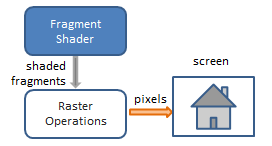 Fragment
Shader
shaded
fragments
screen
pixels
Raster
Operations